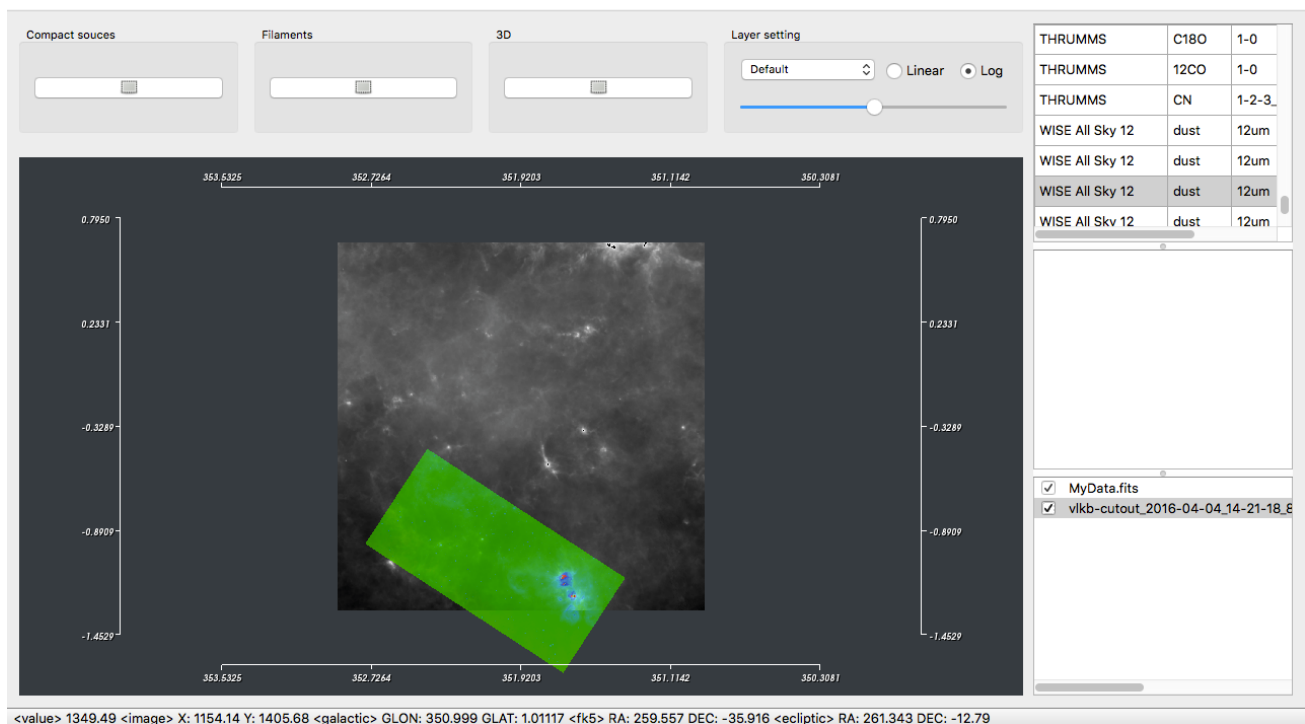 Compact souces Filaments 3D Layer setting
Default Linear Log
THRUMMS C18O 1-0
THRUMMS 12CO 1-0
THRUMMS CN 1-2-3_
WISE All Sky 12 dust 12um
WISE All Sky 12 dust 12um
WISE All Sky 12 dust 12um
WISE All Sky 12 dust 12um
353.5325 352.7264 351.9203 351.1142 350.3081
0.7950 0.7950
0.2331 0.2331
-0.3289 -0.3289
-0.8909 -0.8909
-1.4529 -1.4529
353.5325 352.7264 351.9203 351.1142 350.3081
MyData.fits
vlkb-cutout_2016-04-04_14-21-18_8
<value> 1349.49 <image> X: 1154.14 Y: 1405.68 <galactic> GLON: 350.999 GLAT: 1.01117 <fk5> RA: 259.557 DEC: -35.916 <ecliptic> RA: 261.343 DEC: -12.79